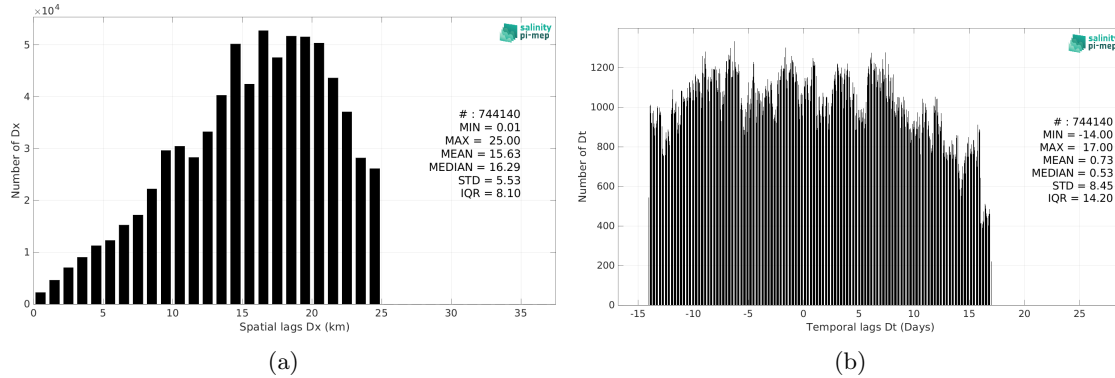 ×10⁴
5
4
3
2
1
0
Number of Dx
0 5 10 15 20 25 30 35
Spatial lags Dx (km)
salinity
pi-mep
# : 744140
MIN = 0.01
MAX = 25.00
MEAN = 15.63
MEDIAN = 16.29
STD = 5.53
IQR = 8.10
(a)
1200
1000
800
600
400
200
0
Number of Dt
-15 -10 -5 0 5 10 15 20 25
Temporal lags Dt (Days)
salinity
pi-mep
# : 744140
MIN = -14.00
MAX = 17.00
MEAN = 0.73
MEDIAN = 0.53
STD = 8.45
IQR = 14.20
(b)